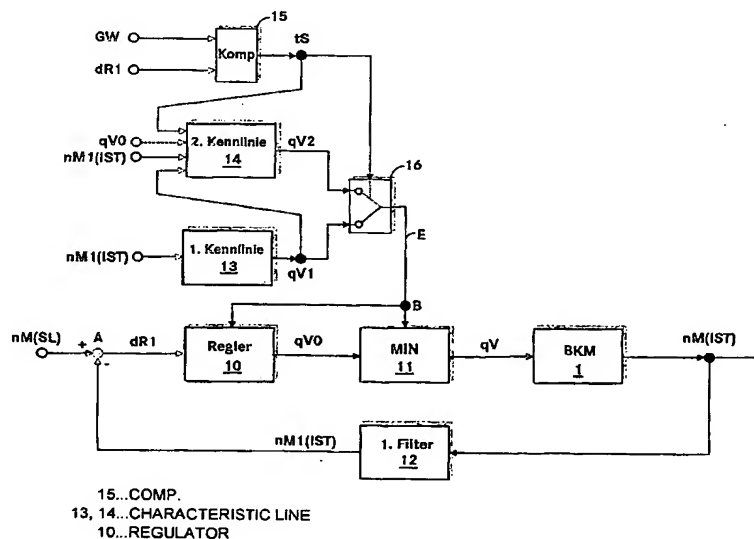 15
GW
Komp
tS
dR1
16
qV0
2. Kennlinie
qV2
nM1(IST)
14
E
nM1(IST)
1. Kennlinie
13
qV1
B
nM(SL)
+
A
-
dR1
Regler
10
qV0
MIN
11
qV
BKM
1
nM(IST)
nM1(IST)
1. Filter
12
15...COMP.
13, 14...CHARACTERISTIC LINE
10...REGULATOR